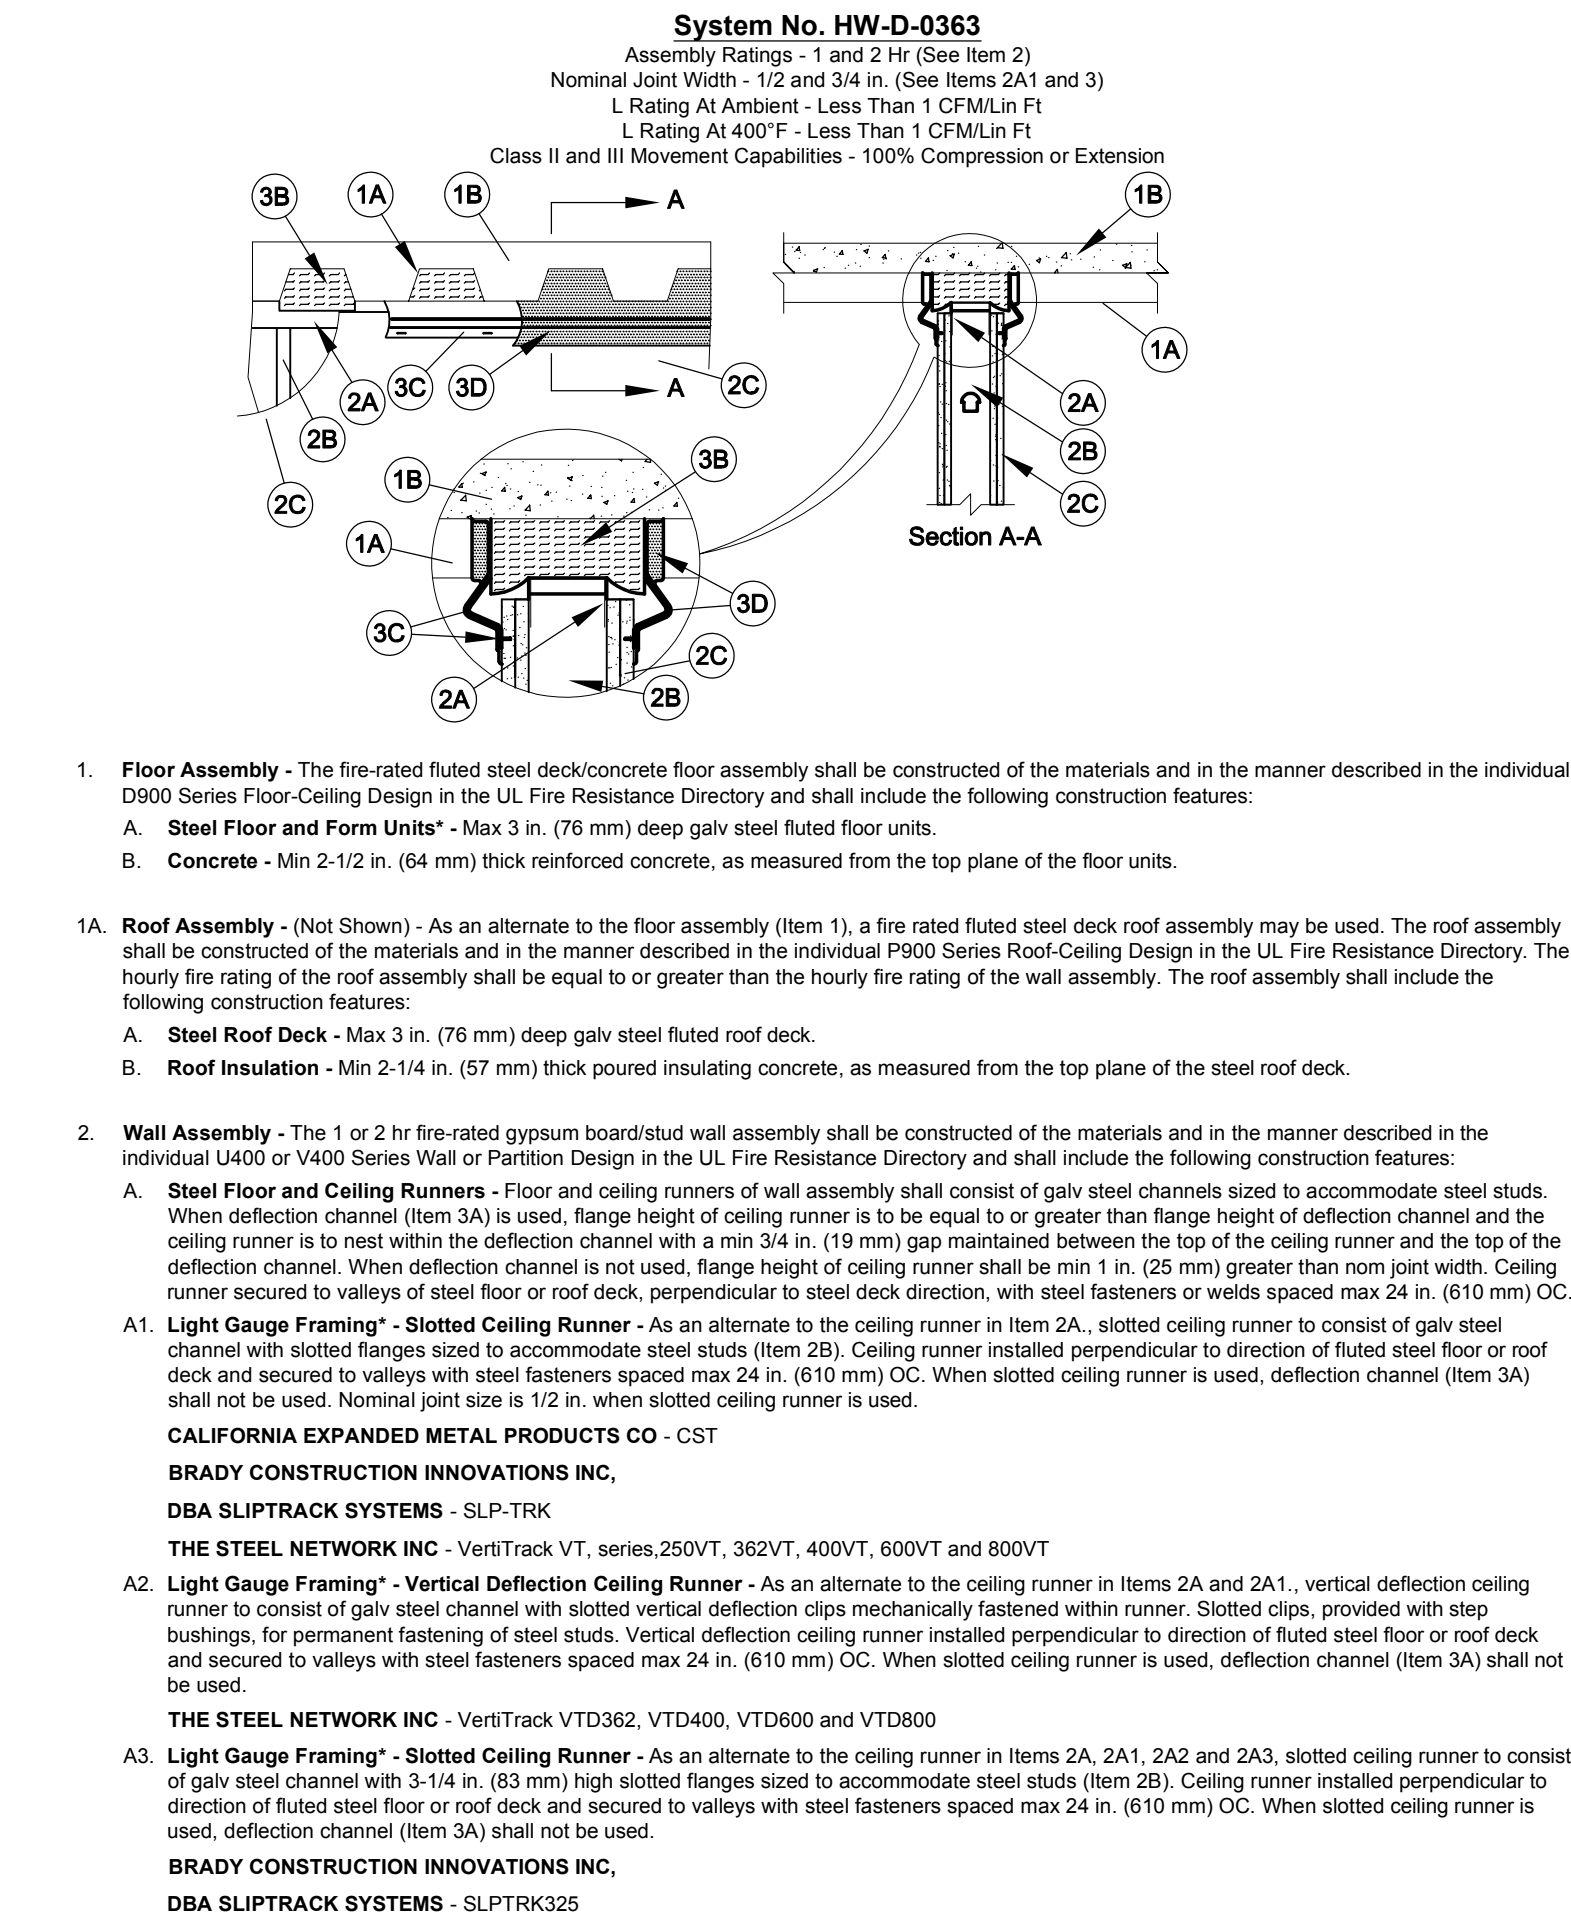 System No. HW-D-0363
Assembly Ratings - 1 and 2 Hr (See Item 2)
Nominal Joint Width - 1/2 and 3/4 in. (See Items 2A1 and 3)
L Rating At Ambient - Less Than 1 CFM/Lin Ft
L Rating At 400°F - Less Than 1 CFM/Lin Ft
Class II and III Movement Capabilities - 100% Compression or Extension
3B
1A
1B
A
1B
1A
2A
3C
3D
A
2C
2B
2C
2A
2B
2C
Section A-A
1B
3B
1A
3D
3C
2C
2A
2B
1. Floor Assembly - The fire-rated fluted steel deck/concrete floor assembly shall be constructed of the materials and in the manner described in the individual
D900 Series Floor-Ceiling Design in the UL Fire Resistance Directory and shall include the following construction features:
A. Steel Floor and Form Units* - Max 3 in. (76 mm) deep galv steel fluted floor units.
B. Concrete - Min 2-1/2 in. (64 mm) thick reinforced concrete, as measured from the top plane of the floor units.
1A. Roof Assembly - (Not Shown) - As an alternate to the floor assembly (Item 1), a fire rated fluted steel deck roof assembly may be used. The roof assembly
shall be constructed of the materials and in the manner described in the individual P900 Series Roof-Ceiling Design in the UL Fire Resistance Directory. The
hourly fire rating of the roof assembly shall be equal to or greater than the hourly fire rating of the wall assembly. The roof assembly shall include the
following construction features:
A. Steel Roof Deck - Max 3 in. (76 mm) deep galv steel fluted roof deck.
B. Roof Insulation - Min 2-1/4 in. (57 mm) thick poured insulating concrete, as measured from the top plane of the steel roof deck.
2. Wall Assembly - The 1 or 2 hr fire-rated gypsum board/stud wall assembly shall be constructed of the materials and in the manner described in the
individual U400 or V400 Series Wall or Partition Design in the UL Fire Resistance Directory and shall include the following construction features:
A. Steel Floor and Ceiling Runners - Floor and ceiling runners of wall assembly shall consist of galv steel channels sized to accommodate steel studs.
When deflection channel (Item 3A) is used, flange height of ceiling runner is to be equal to or greater than flange height of deflection channel and the
ceiling runner is to nest within the deflection channel with a min 3/4 in. (19 mm) gap maintained between the top of the ceiling runner and the top of the
deflection channel. When deflection channel is not used, flange height of ceiling runner shall be min 1 in. (25 mm) greater than nom joint width. Ceiling
runner secured to valleys of steel floor or roof deck, perpendicular to steel deck direction, with steel fasteners or welds spaced max 24 in. (610 mm) OC.
A1. Light Gauge Framing* - Slotted Ceiling Runner - As an alternate to the ceiling runner in Item 2A., slotted ceiling runner to consist of galv steel
channel with slotted flanges sized to accommodate steel studs (Item 2B). Ceiling runner installed perpendicular to direction of fluted steel floor or roof
deck and secured to valleys with steel fasteners spaced max 24 in. (610 mm) OC. When slotted ceiling runner is used, deflection channel (Item 3A)
shall not be used. Nominal joint size is 1/2 in. when slotted ceiling runner is used.
CALIFORNIA EXPANDED METAL PRODUCTS CO - CST
BRADY CONSTRUCTION INNOVATIONS INC,
DBA SLIPTRACK SYSTEMS - SLP-TRK
THE STEEL NETWORK INC - VertiTrack VT, series,250VT, 362VT, 400VT, 600VT and 800VT
A2. Light Gauge Framing* - Vertical Deflection Ceiling Runner - As an alternate to the ceiling runner in Items 2A and 2A1., vertical deflection ceiling
runner to consist of galv steel channel with slotted vertical deflection clips mechanically fastened within runner. Slotted clips, provided with step
bushings, for permanent fastening of steel studs. Vertical deflection ceiling runner installed perpendicular to direction of fluted steel floor or roof deck
and secured to valleys with steel fasteners spaced max 24 in. (610 mm) OC. When slotted ceiling runner is used, deflection channel (Item 3A) shall not
be used.
THE STEEL NETWORK INC - VertiTrack VTD362, VTD400, VTD600 and VTD800
A3. Light Gauge Framing* - Slotted Ceiling Runner - As an alternate to the ceiling runner in Items 2A, 2A1, 2A2 and 2A3, slotted ceiling runner to consist
of galv steel channel with 3-1/4 in. (83 mm) high slotted flanges sized to accommodate steel studs (Item 2B). Ceiling runner installed perpendicular to
direction of fluted steel floor or roof deck and secured to valleys with steel fasteners spaced max 24 in. (610 mm) OC. When slotted ceiling runner is
used, deflection channel (Item 3A) shall not be used.
BRADY CONSTRUCTION INNOVATIONS INC,
DBA SLIPTRACK SYSTEMS - SLPTRK325